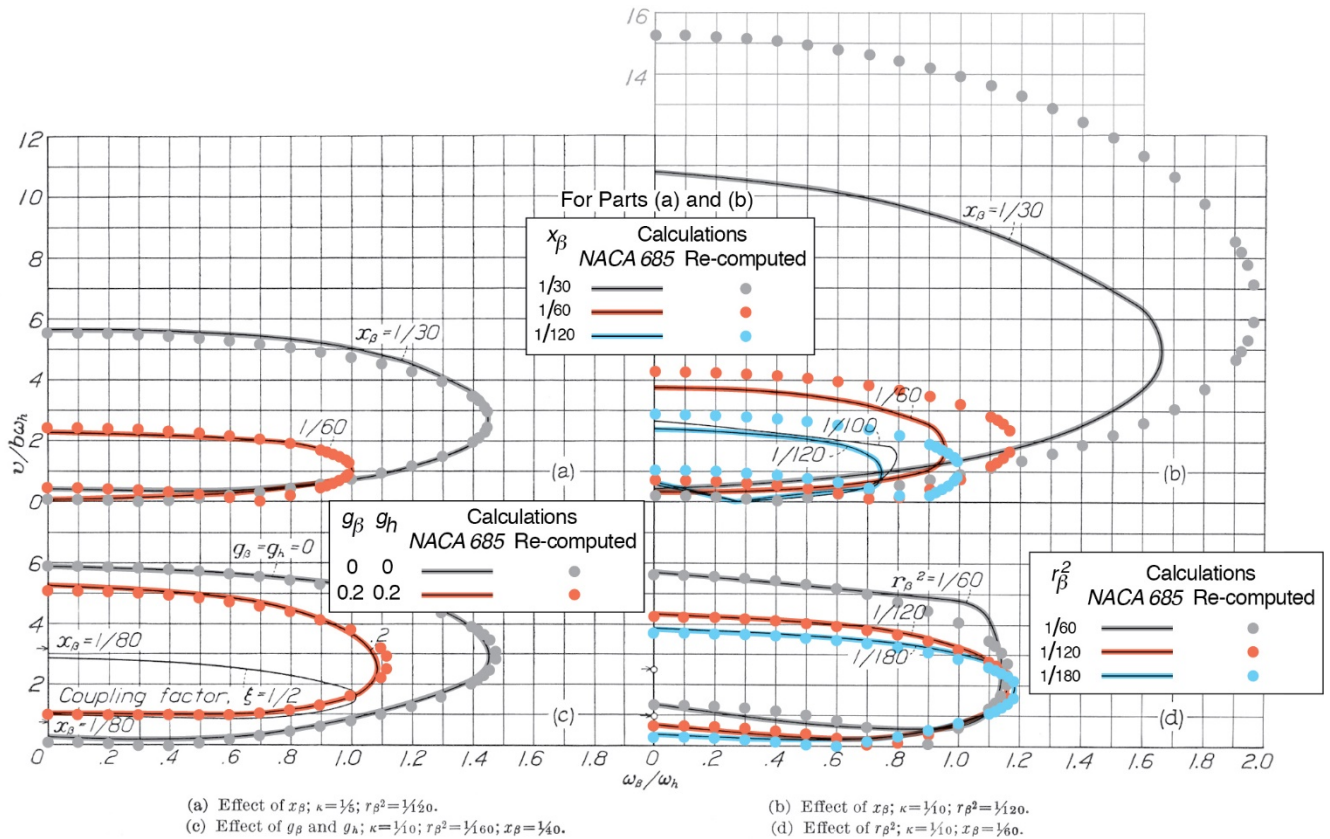 16
14
12
10
8
6
4
2
0
v/bω_h
x_β=1/30
1/60
(a)
For Parts (a) and (b)
x_β Calculations
NACA 685 Re-computed
1/30
1/60
1/120
x_β=1/30
1/60
1/100
1/120
(b)
g_β g_h Calculations
NACA 685 Re-computed
0 0
0.2 0.2
g_β=g_h=0
.2
x_β=1/80
Coupling factor, ξ=1/2
x_β=1/80
(c)
6
4
2
0
r_β² Calculations
NACA 685 Re-computed
1/60
1/120
1/180
r_β²=1/60
1/120
1/180
(d)
0 .2 .4 .6 .8 1.0 1.2 1.4 1.6 1.8 0 .2 .4 .6 .8 1.0 1.2 1.4 1.6 1.8 2.0
ω_β/ω_h
(a) Effect of x_β; κ=1/5; r_β²=1/120.
(b) Effect of x_β; κ=1/10; r_β²=1/120.
(c) Effect of g_β and g_h; κ=1/10; r_β²=1/160; x_β=1/40.
(d) Effect of r_β²; κ=1/10; x_β=1/60.